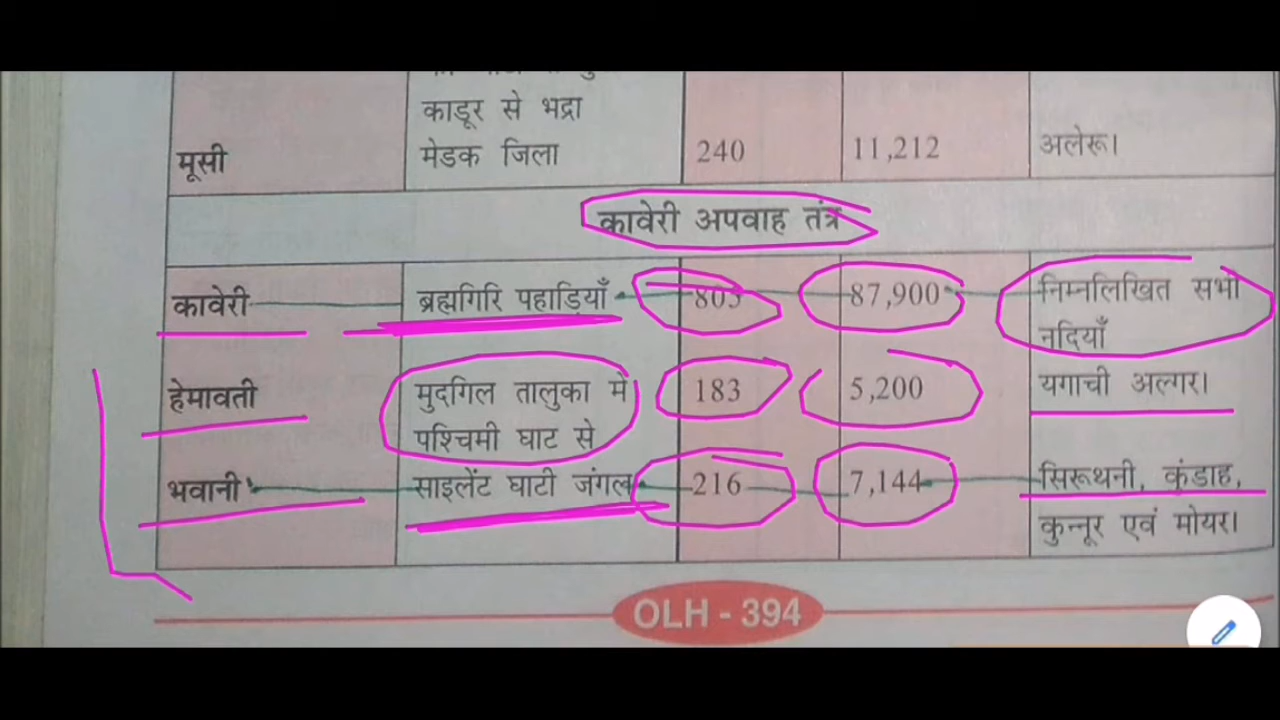 काडूर से भद्रा
मूसी मेडक जिला 240 11,212 अलेरू।
कावेरी अपवाह तंत्र
कावेरी ब्रह्मगिरि पहाड़ियाँ 805 87,900 निम्नलिखित सभी
नदियाँ
हेमावती मुदगिल तालुका में 183 5,200 यगाची अल्गर।
पश्चिमी घाट से
भवानी साइलेंट घाटी जंगल 216 7,144 सिरूथनी, कुंडाह,
कुन्नूर एवं मोयर।
OLH - 394